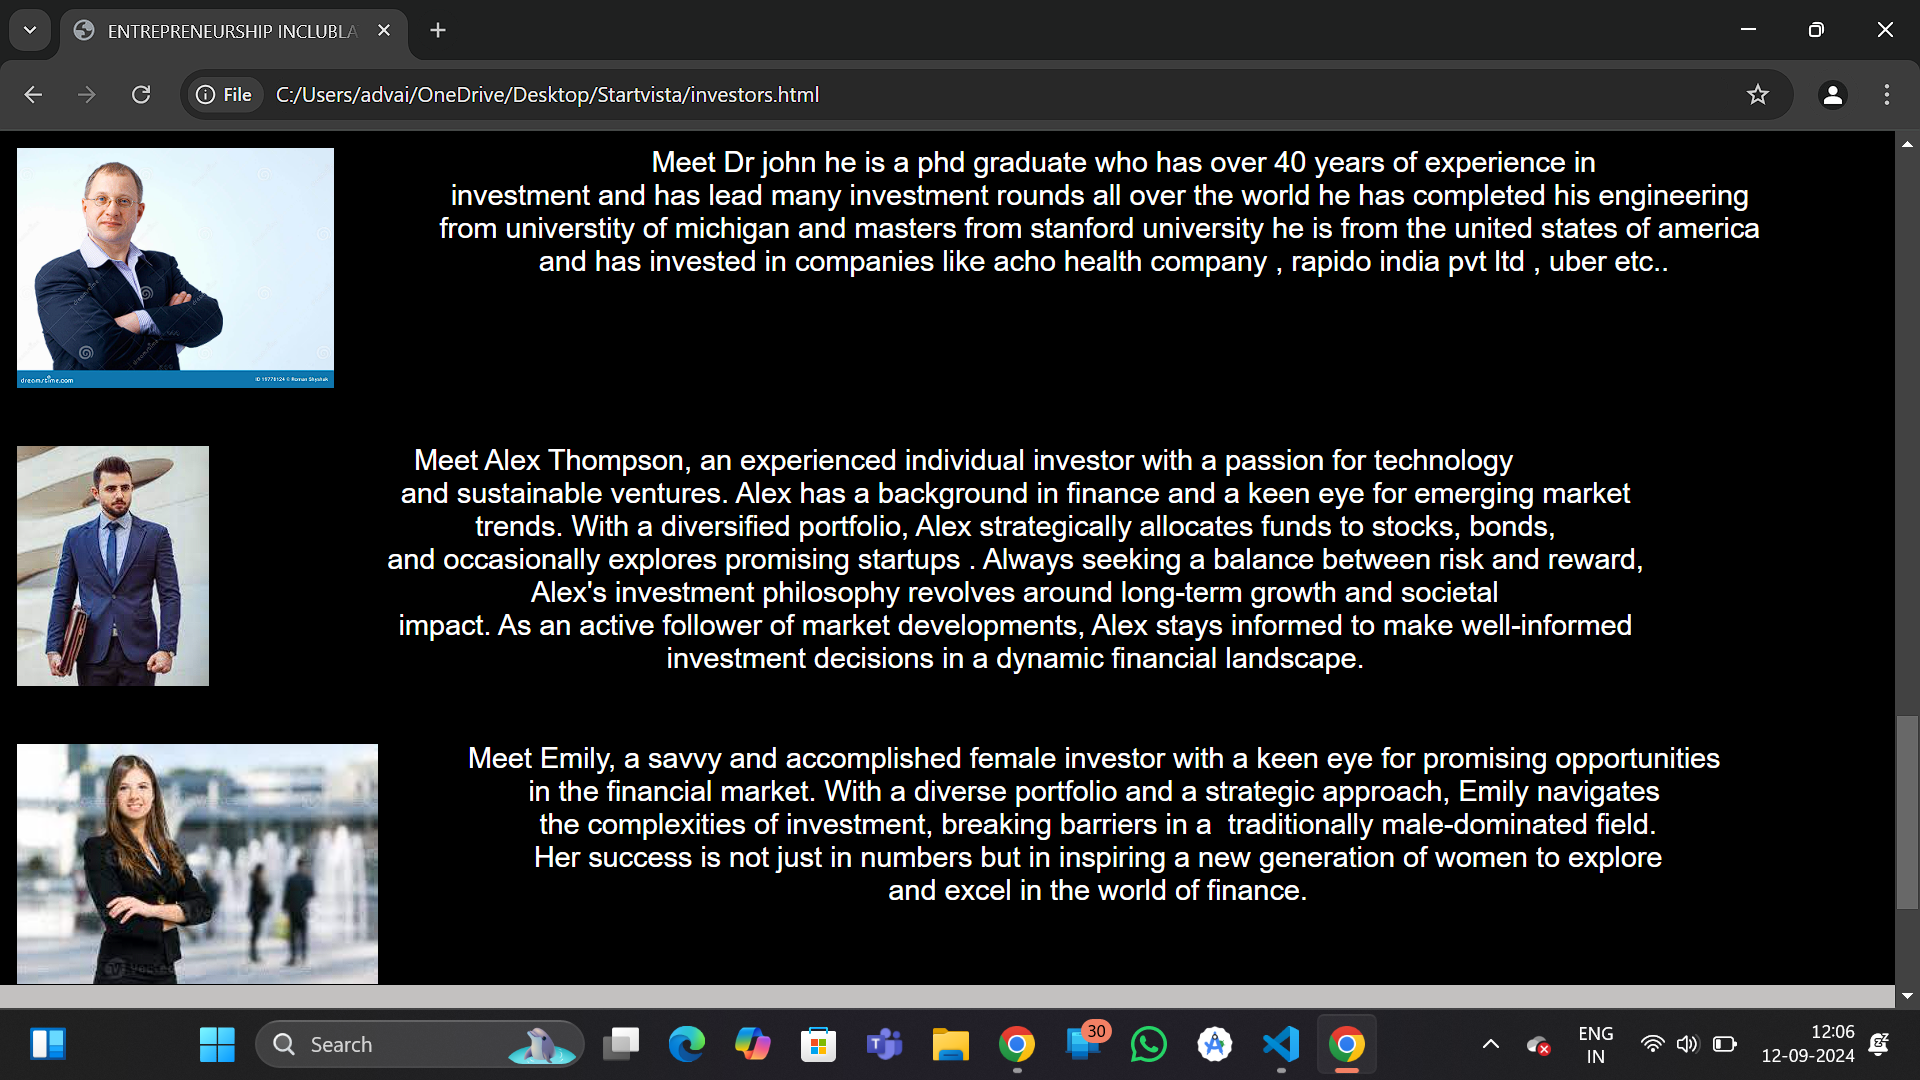 ENTREPRENEURSHIP INCLUBLA
File
C:/Users/advai/OneDrive/Desktop/Startvista/investors.html
Meet Dr john he is a phd graduate who has over 40 years of experience in
investment and has lead many investment rounds all over the world he has completed his engineering
from universtity of michigan and masters from stanford university he is from the united states of america
and has invested in companies like acho health company , rapido india pvt ltd , uber etc..
dreamstime.com
Meet Alex Thompson, an experienced individual investor with a passion for technology
and sustainable ventures. Alex has a background in finance and a keen eye for emerging market
trends. With a diversified portfolio, Alex strategically allocates funds to stocks, bonds,
and occasionally explores promising startups . Always seeking a balance between risk and reward,
Alex's investment philosophy revolves around long-term growth and societal
impact. As an active follower of market developments, Alex stays informed to make well-informed
investment decisions in a dynamic financial landscape.
Meet Emily, a savvy and accomplished female investor with a keen eye for promising opportunities
in the financial market. With a diverse portfolio and a strategic approach, Emily navigates
the complexities of investment, breaking barriers in a  traditionally male-dominated field.
Her success is not just in numbers but in inspiring a new generation of women to explore
and excel in the world of finance.
Search
30
ENG
IN
12:06
12-09-2024